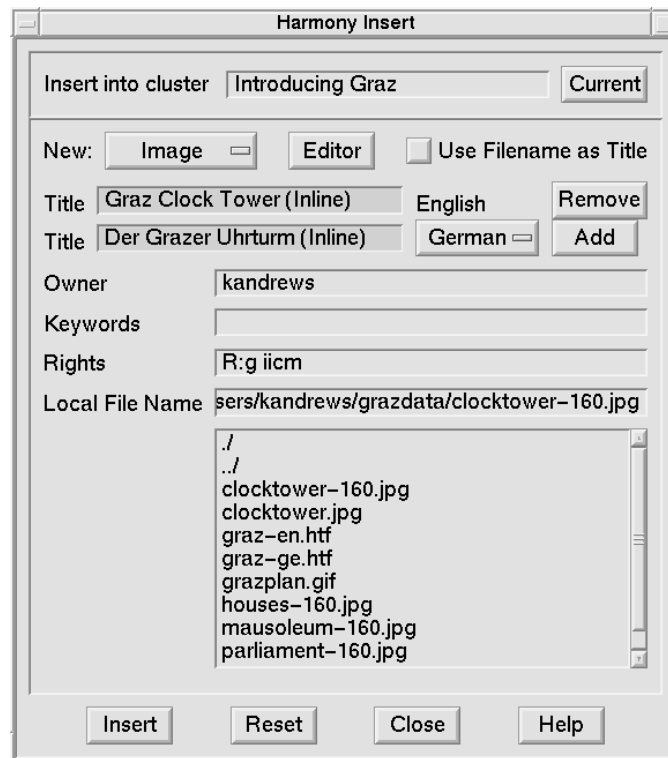 Harmony Insert
Insert into cluster Introducing Graz Current
New: Image Editor Use Filename as Title
Title Graz Clock Tower (Inline) English Remove
Title Der Grazer Uhrturm (Inline) German Add
Owner kandrews
Keywords
Rights R:g iicm
Local File Name sers/kandrews/grazdata/clocktower-160.jpg
./
../
clocktower-160.jpg
clocktower.jpg
graz-en.htf
graz-ge.htf
grazplan.gif
houses-160.jpg
mausoleum-160.jpg
parliament-160.jpg
Insert Reset Close Help